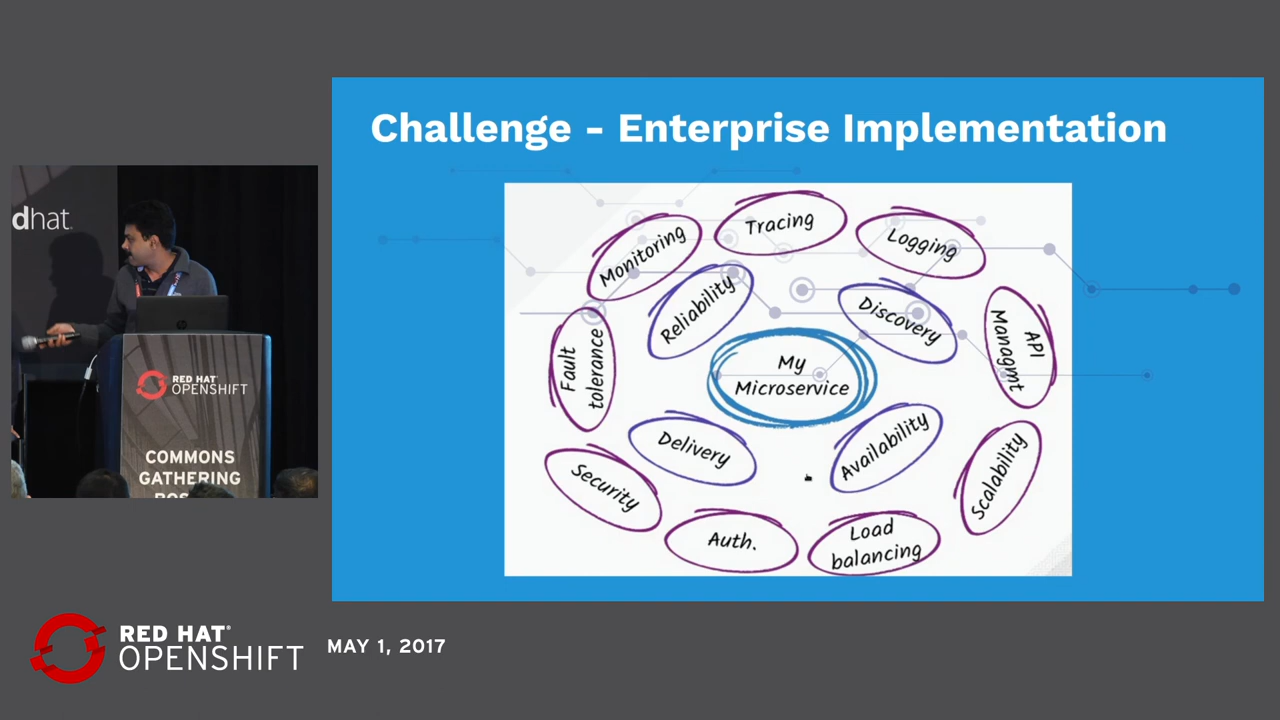 Challenge - Enterprise Implementation
dhat.
Monitoring
Tracing
Logging
Reliability
Discovery
Fault
tolerance
API
Managmt
My
Microservice
Delivery
Availability
Security
Scalability
Auth.
Load
balancing
RED HAT
OPENSHIFT
COMMONS
GATHERING
RED HAT®
OPENSHIFT
MAY 1, 2017